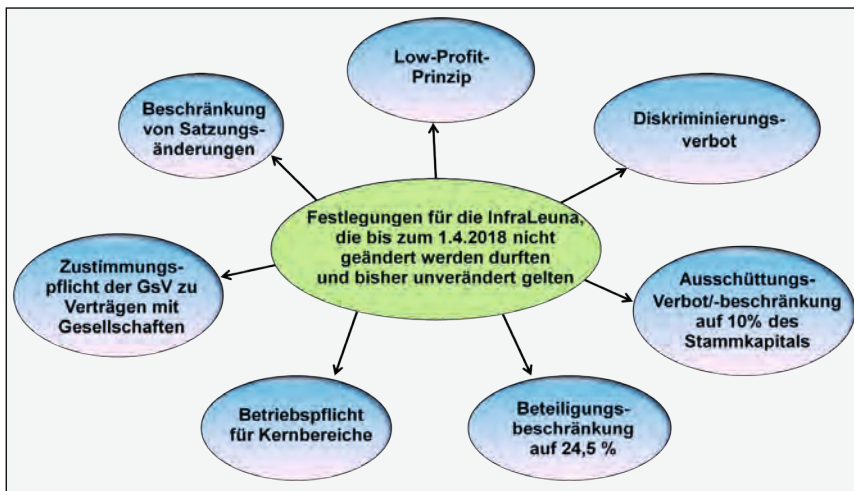 Low-Profit-
Prinzip
Beschränkung
von Satzungs-
änderungen
Diskriminierungs-
verbot
Festlegungen für die InfraLeuna,
die bis zum 1.4.2018 nicht
geändert werden durften
und bisher unverändert gelten
Zustimmungs-
pflicht der GsV zu
Verträgen mit
Gesellschaften
Ausschüttungs-
Verbot/-beschränkung
auf 10% des
Stammkapitals
Betriebspflicht
für Kernbereiche
Beteiligungs-
beschränkung
auf 24,5 %